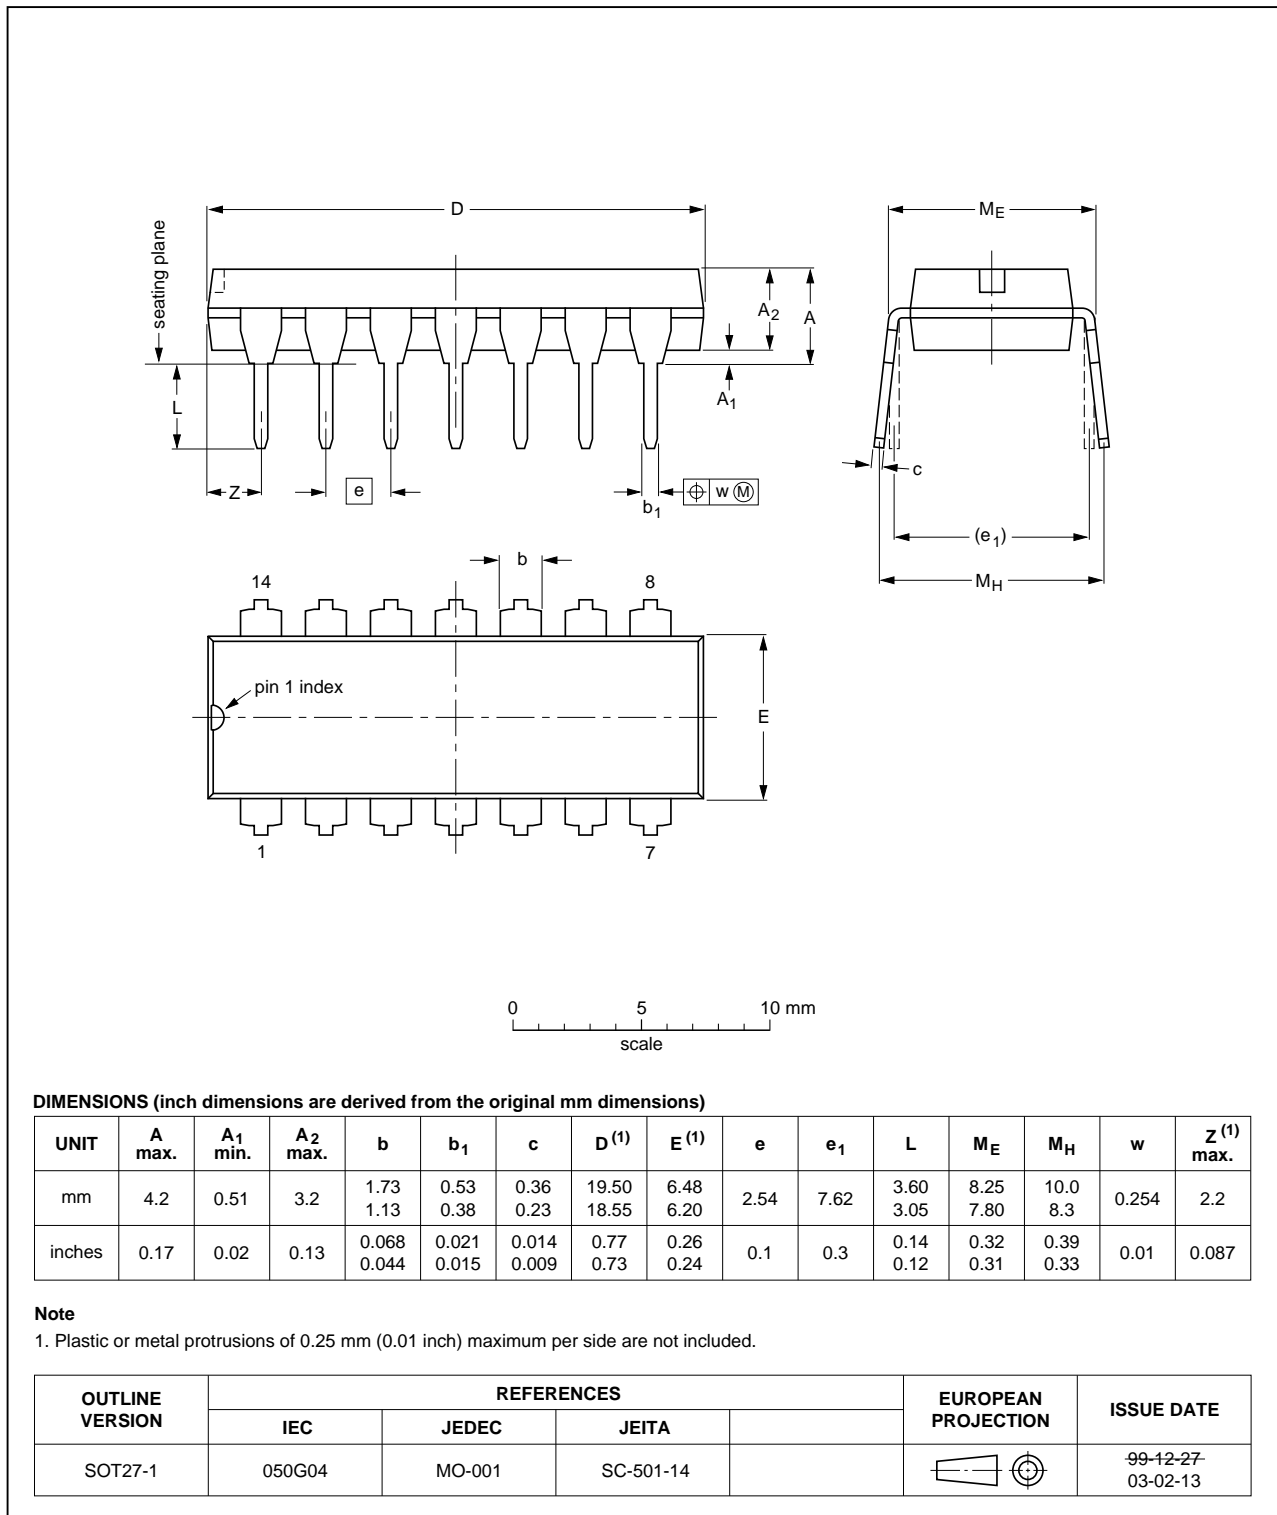 D
ME
seating plane
A2
A
L
A1
c
Z
e
b1
w M
(e1)
MH
b
14
8
pin 1 index
E
1
7
0 5 10 mm
scale
DIMENSIONS (inch dimensions are derived from the original mm dimensions)
UNIT A max. A1 min. A2 max. b b1 c D(1) E(1) e e1 L ME MH w Z(1) max.
mm 4.2 0.51 3.2 1.73 1.13 0.53 0.38 0.36 0.23 19.50 18.55 6.48 6.20 2.54 7.62 3.60 3.05 8.25 7.80 10.0 8.3 0.254 2.2
inches 0.17 0.02 0.13 0.068 0.044 0.021 0.015 0.014 0.009 0.77 0.73 0.26 0.24 0.1 0.3 0.14 0.12 0.32 0.31 0.39 0.33 0.01 0.087
Note
1. Plastic or metal protrusions of 0.25 mm (0.01 inch) maximum per side are not included.
OUTLINE VERSION REFERENCES EUROPEAN PROJECTION ISSUE DATE
IEC JEDEC JEITA
SOT27-1 050G04 MO-001 SC-501-14 99-12-27
03-02-13